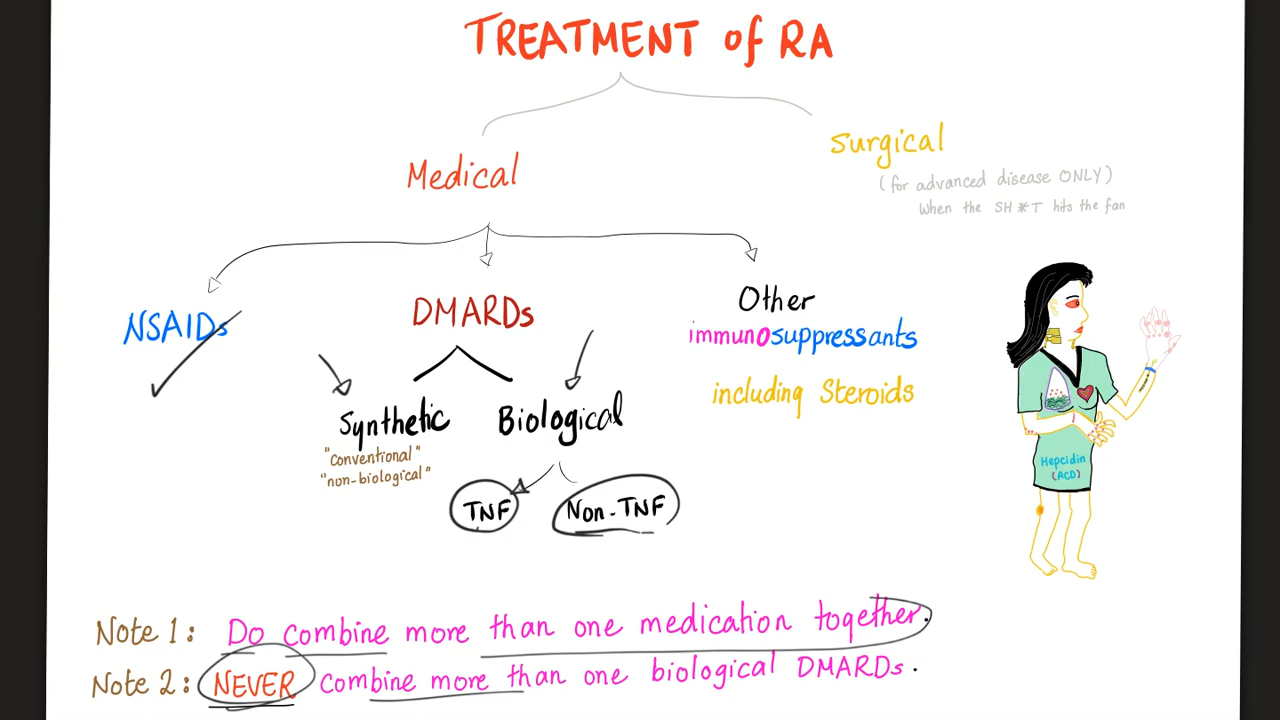 TREATMENT of RA
Medical
Surgical
(for advanced disease ONLY)
When the SH*T hits the fan
NSAIDs
DMARDs
Other
immunosuppressants
including Steroids
Synthetic
"conventional"
"non-biological"
Biological
TNF
Non-TNF
Hepcidin
(ACD)
Note 1: Do combine more than one medication together.
Note 2: NEVER combine more than one biological DMARDs.